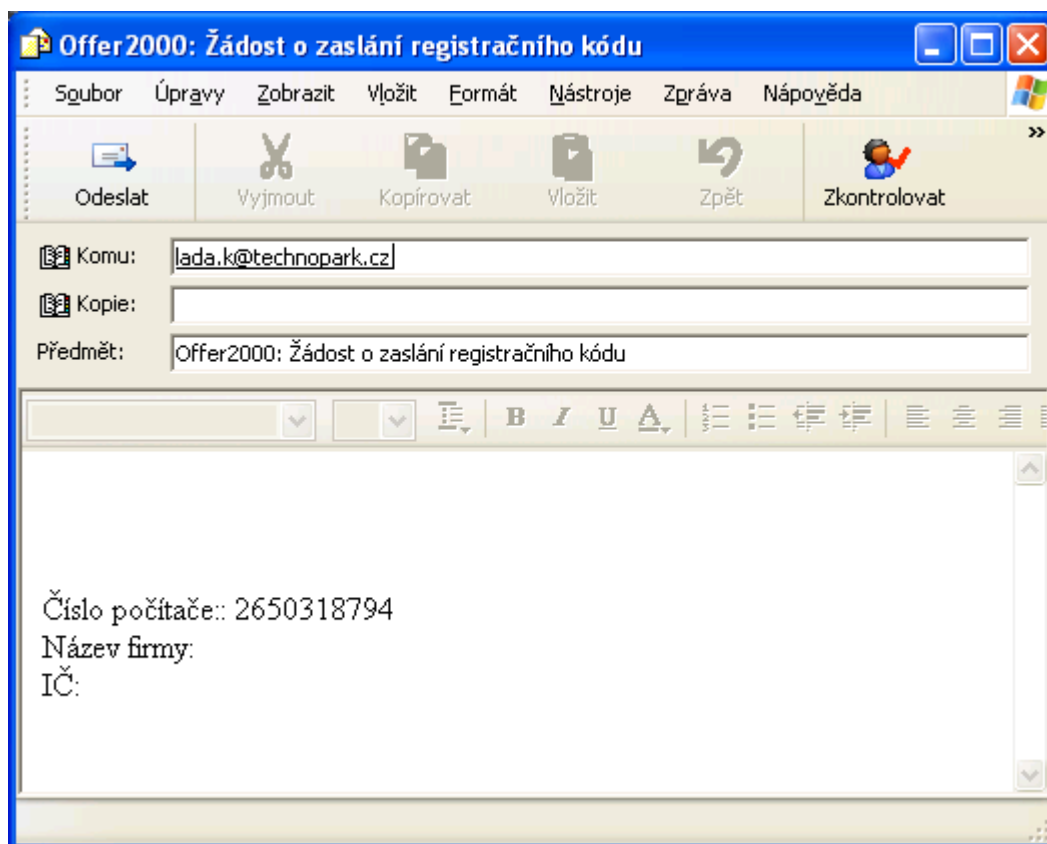 Offer2000: Žádost o zaslání registračního kódu
Soubor Úpravy Zobrazit Vložit Formát Nástroje Zpráva Nápověda
Odeslat Vyjmout Kopírovat Vložit Zpět Zkontrolovat »
Komu: lada.k@technopark.cz
Kopie:
Předmět: Offer2000: Žádost o zaslání registračního kódu
B I U A
Číslo počítače:: 2650318794
Název firmy:
IČ: